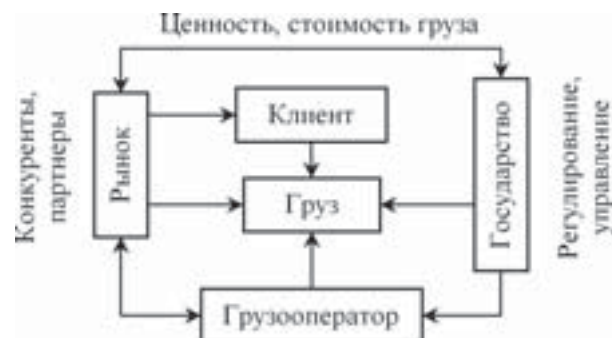 Ценность, стоимость груза
Конкуренты,
партнеры
Рынок
Клиент
Груз
Грузооператор
Государство
Регулирование,
управление